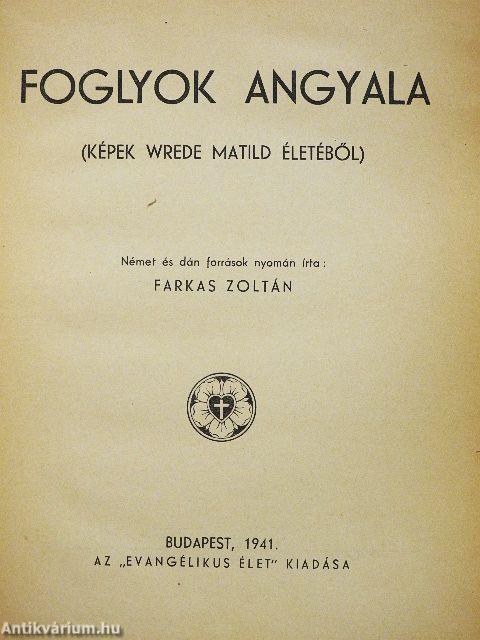 FOGLYOK ANGYALA
(KÉPEK WREDE MATILD ÉLETÉBŐL)
Német és dán források nyomán írta:
FARKAS ZOLTÁN
BUDAPEST, 1941.
AZ „EVANGÉLIKUS ÉLET" KIADÁSA
Antikvárium.hu